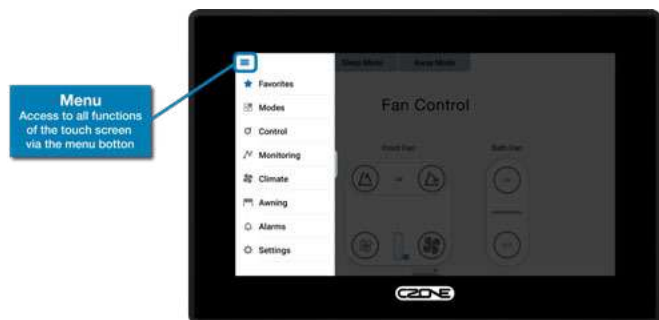 Menu
Access to all functions
of the touch screen
via the menu botton
Sleep Mode Away Mode
Favorites
Modes
Control
Monitoring
Climate
Awning
Alarms
Settings
Fan Control
Front Fan
Bath Fan
CZONE